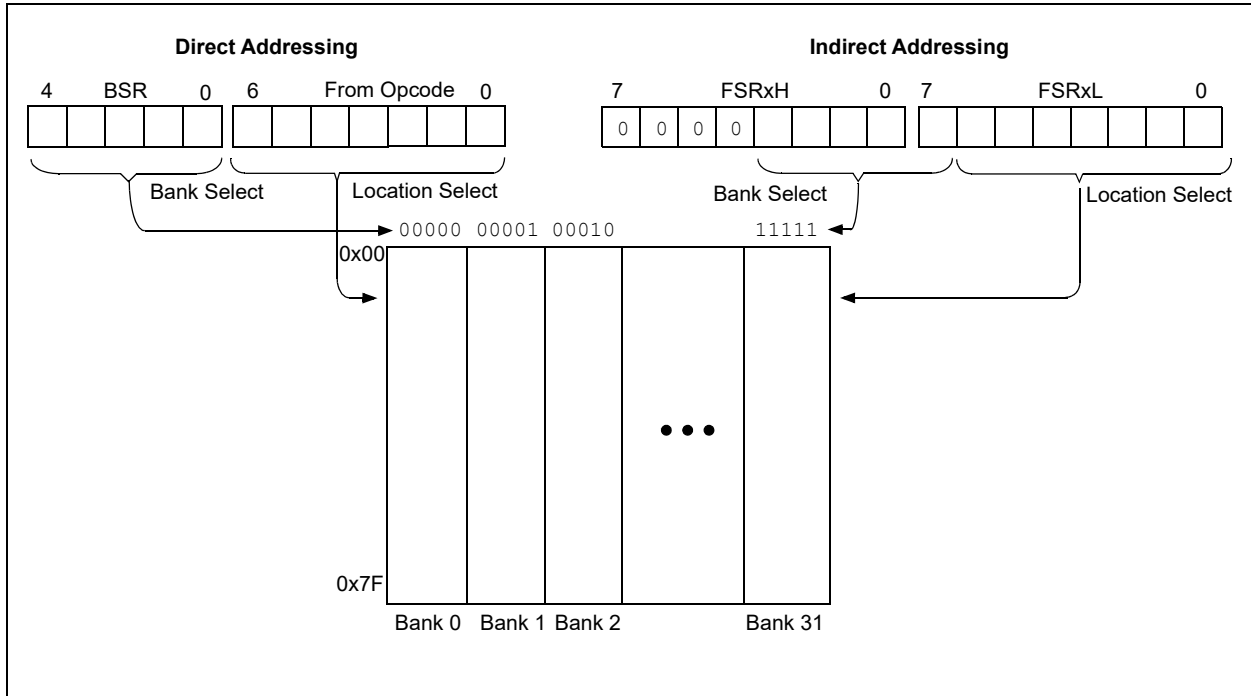 Direct Addressing
Indirect Addressing
4 BSR 0 6 From Opcode 0
7 FSRxH 0 7 FSRxL 0
0 0 0 0
Bank Select
Location Select
Bank Select
Location Select
00000 00001 00010 11111
0x00
0x7F
Bank 0 Bank 1 Bank 2 Bank 31